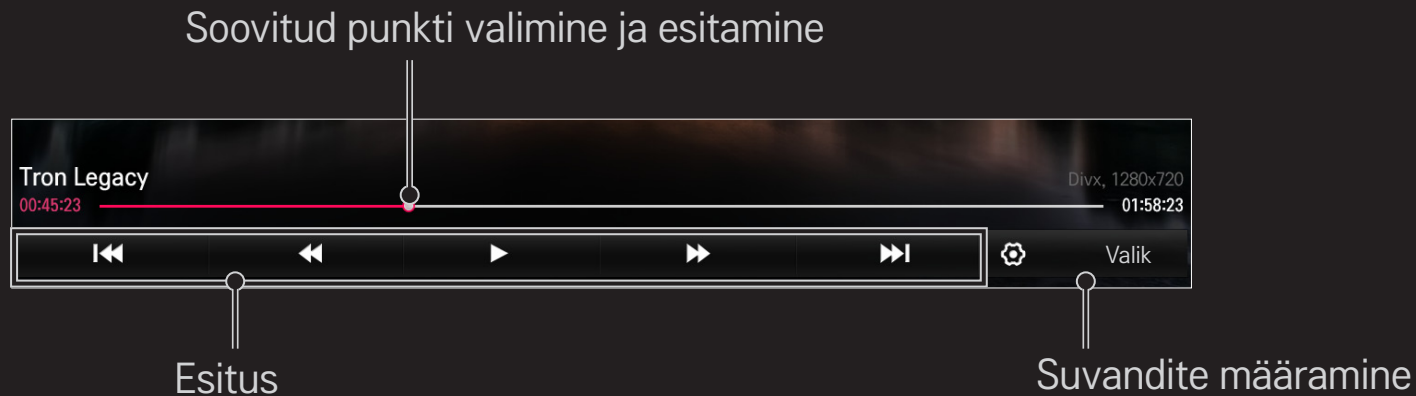 Soovitud punkti valimine ja esitamine
Tron Legacy
Divx, 1280x720
00:45:23
01:58:23
Valik
Esitus
Suvandite määramine